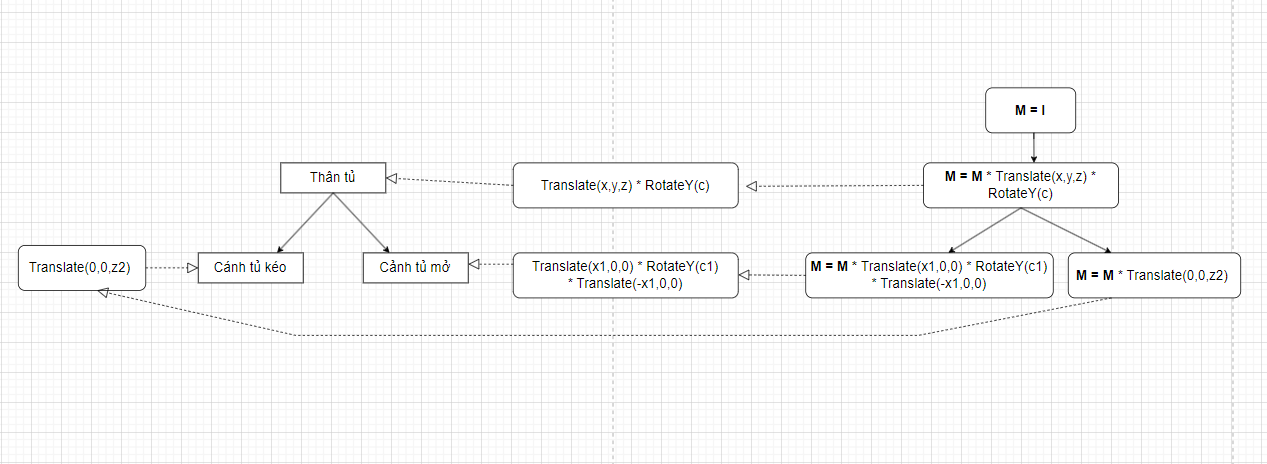 M = I
Thân tủ
Translate(x,y,z) * RotateY(c)
M = M * Translate(x,y,z) *
RotateY(c)
Translate(0,0,z2)
Cánh tủ kéo
Cảnh tủ mở
Translate(x1,0,0) * RotateY(c1)
* Translate(-x1,0,0)
M = M * Translate(x1,0,0) * RotateY(c1)
* Translate(-x1,0,0)
M = M * Translate(0,0,z2)